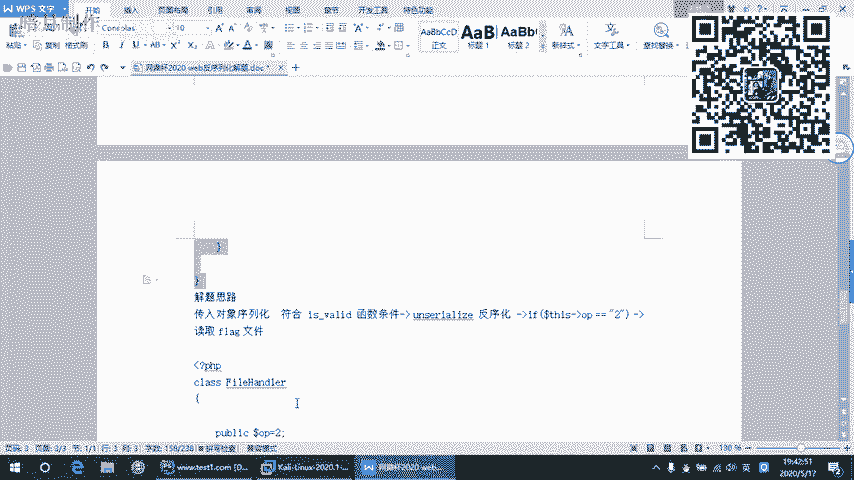 WPS 文字
开始 插入 页面布局 引用 审阅 视图 章节 开发工具 特色功能
Consolas
粘贴 复制 格式刷
B I U
AaBbCcD AaBb AaBb
正文 标题 1 标题 2 新样式 文字工具 查找替换
网鼎杯2020 web反序列化解题.doc *
}
}
解题思路
传入对象序列化 符合 is_valid 函数条件-> unserialize 反序化 ->if($this->op == "2") ->
读取 flag 文件
<?php
class FileHandler
{
public $op=2;
www.test1.com [D...
Kali-Linux-2020.1-...
网鼎杯2020 web...
19:42:51
2020/5/17